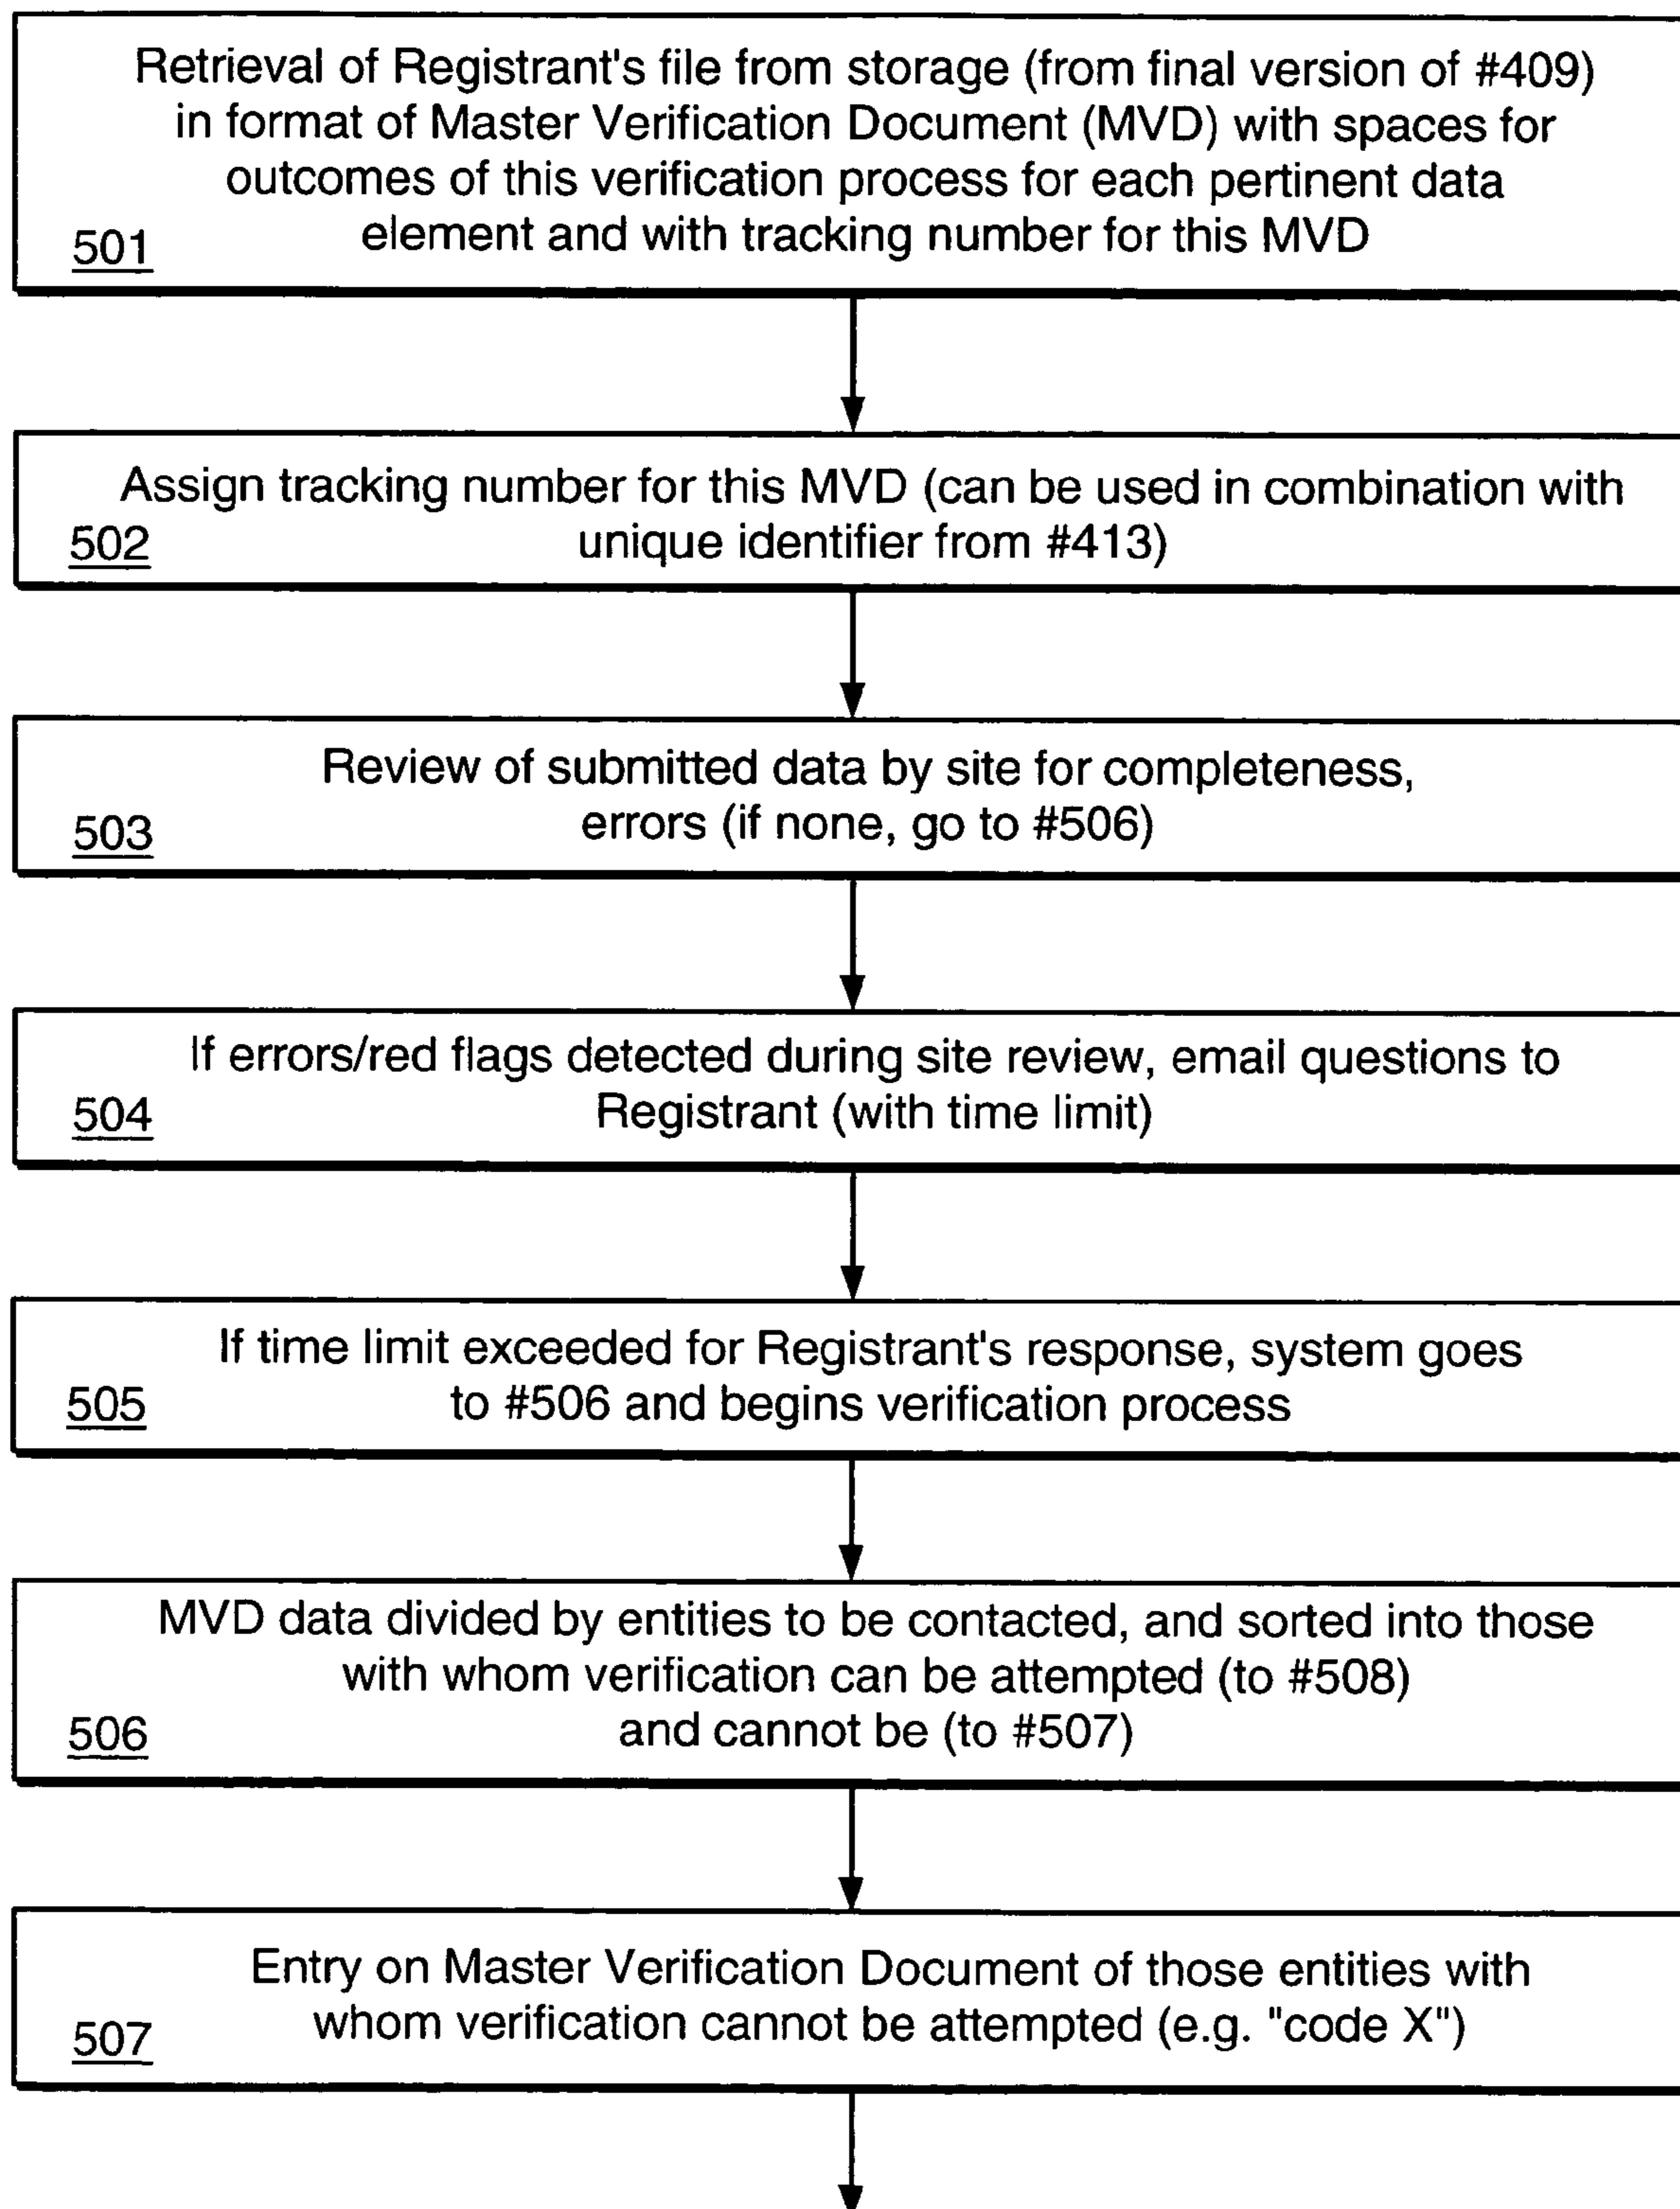 Retrieval of Registrant's file from storage (from final version of #409)
in format of Master Verification Document (MVD) with spaces for
outcomes of this verification process for each pertinent data
element and with tracking number for this MVD
501
Assign tracking number for this MVD (can be used in combination with
unique identifier from #413)
502
Review of submitted data by site for completeness,
errors (if none, go to #506)
503
If errors/red flags detected during site review, email questions to
Registrant (with time limit)
504
If time limit exceeded for Registrant's response, system goes
to #506 and begins verification process
505
MVD data divided by entities to be contacted, and sorted into those
with whom verification can be attempted (to #508)
and cannot be (to #507)
506
Entry on Master Verification Document of those entities with
whom verification cannot be attempted (e.g. "code X")
507